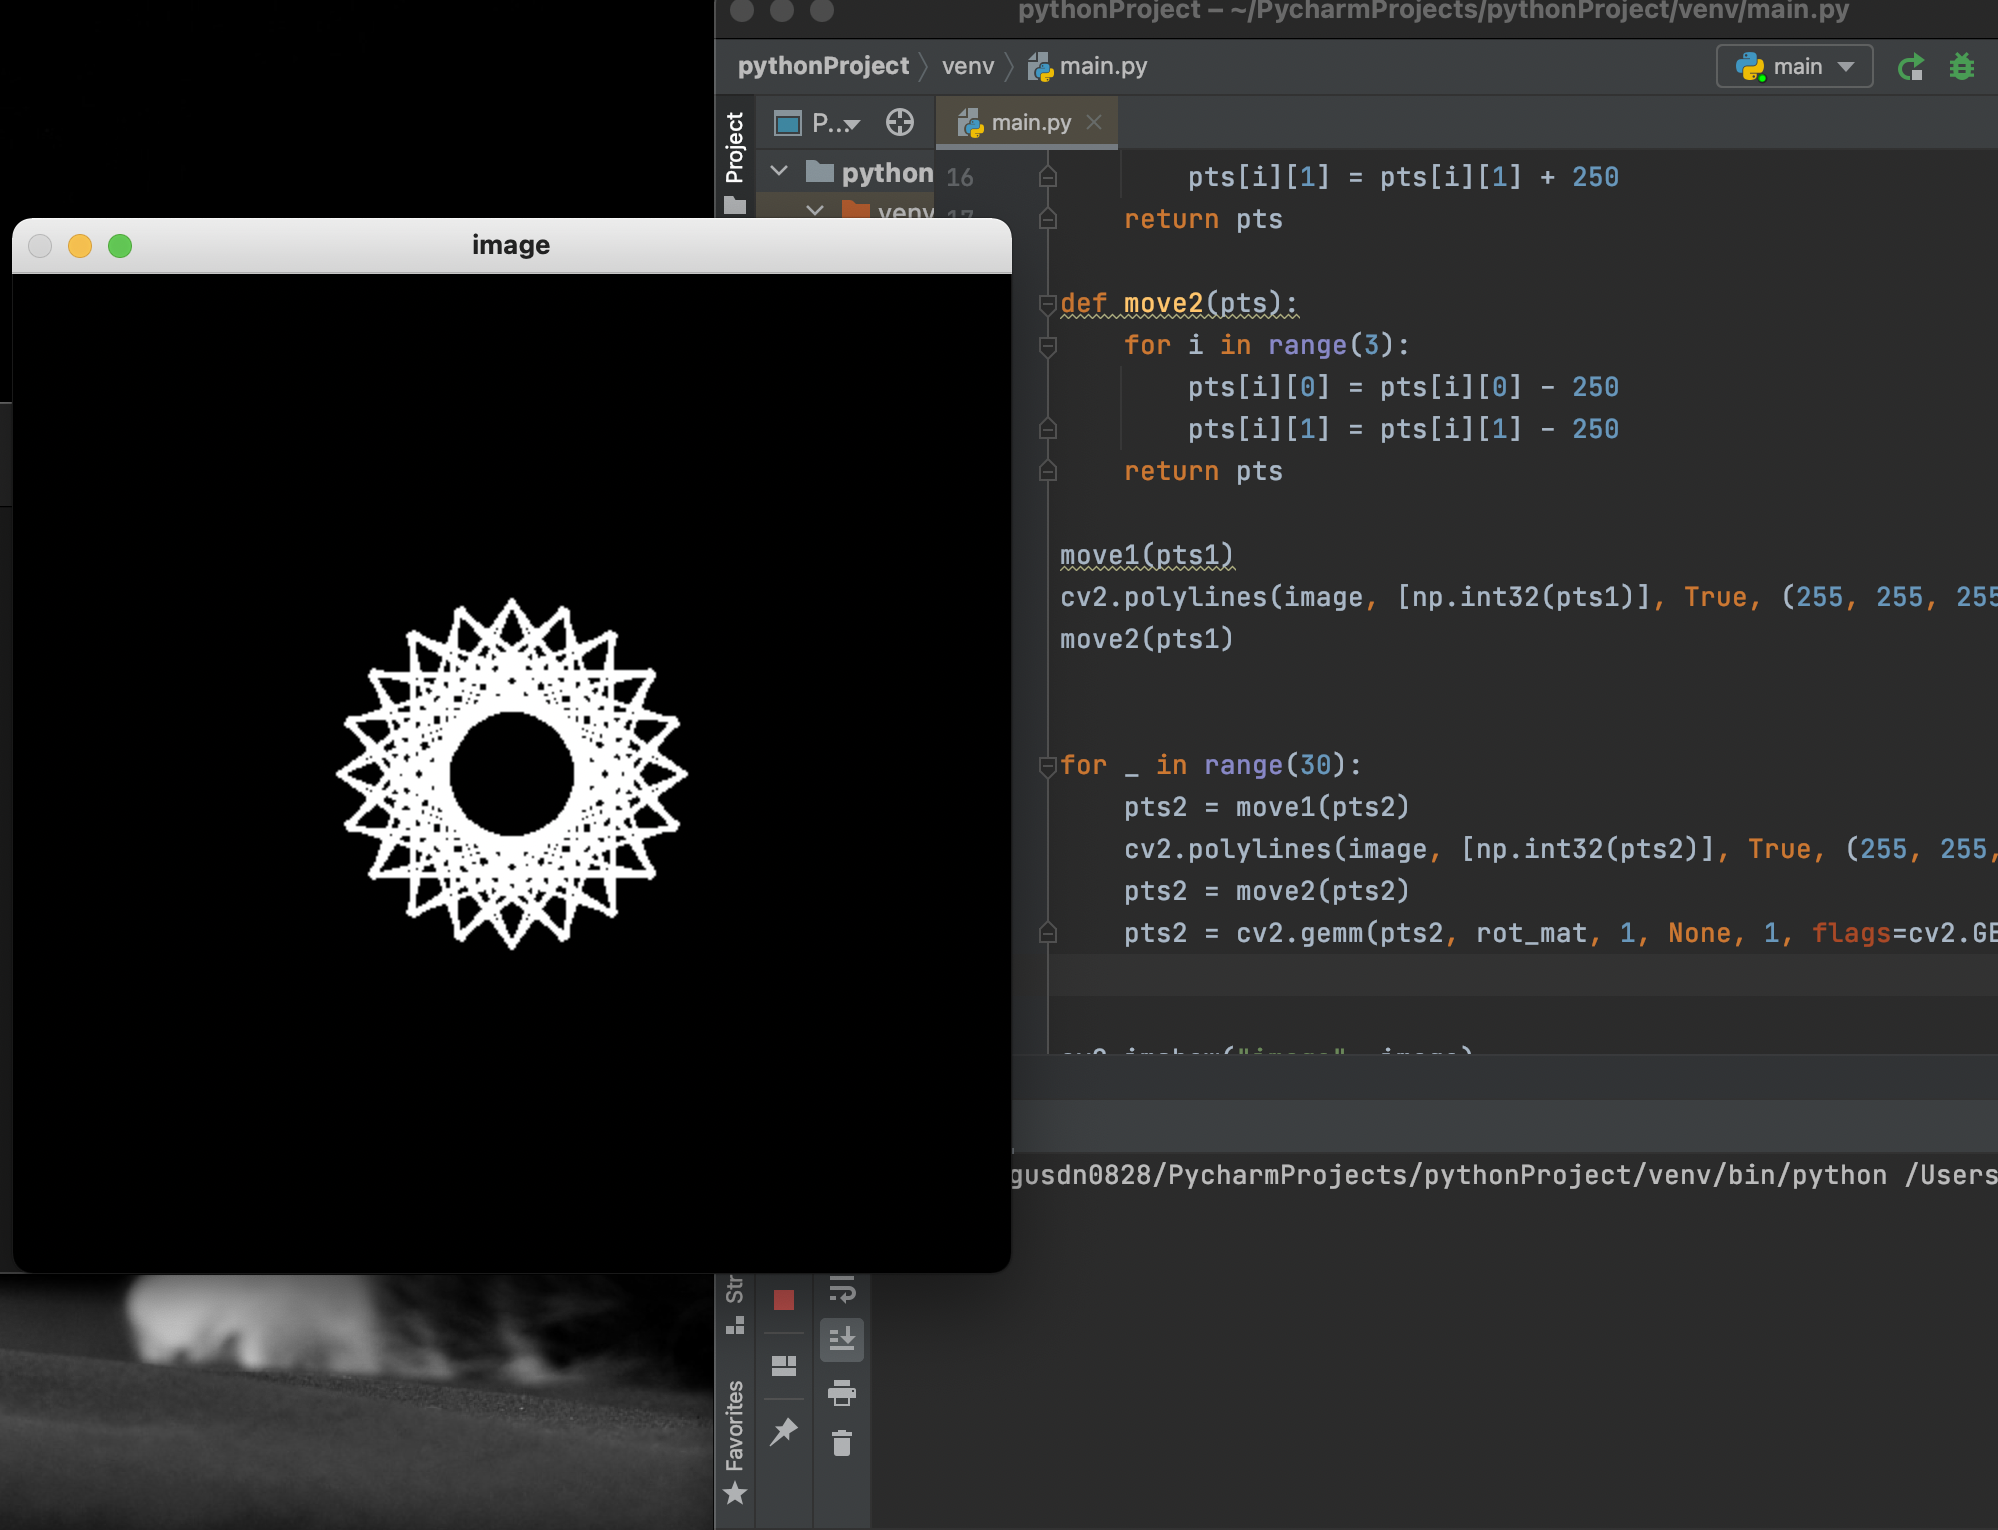 pythonProject – ~/PycharmProjects/pythonProject/venv/main.py
pythonProject venv main.py
main
Project
P...
main.py
python
venv
16
17
pts[i][1] = pts[i][1] + 250
return pts
image
def move2(pts):
for i in range(3):
pts[i][0] = pts[i][0] - 250
pts[i][1] = pts[i][1] - 250
return pts
move1(pts1)
cv2.polylines(image, [np.int32(pts1)], True, (255, 255, 255
move2(pts1)
for _ in range(30):
pts2 = move1(pts2)
cv2.polylines(image, [np.int32(pts2)], True, (255, 255,
pts2 = move2(pts2)
pts2 = cv2.gemm(pts2, rot_mat, 1, None, 1, flags=cv2.GE
cv2.imshow("image", image)
gusdn0828/PycharmProjects/pythonProject/venv/bin/python /Users
Str
Favorites